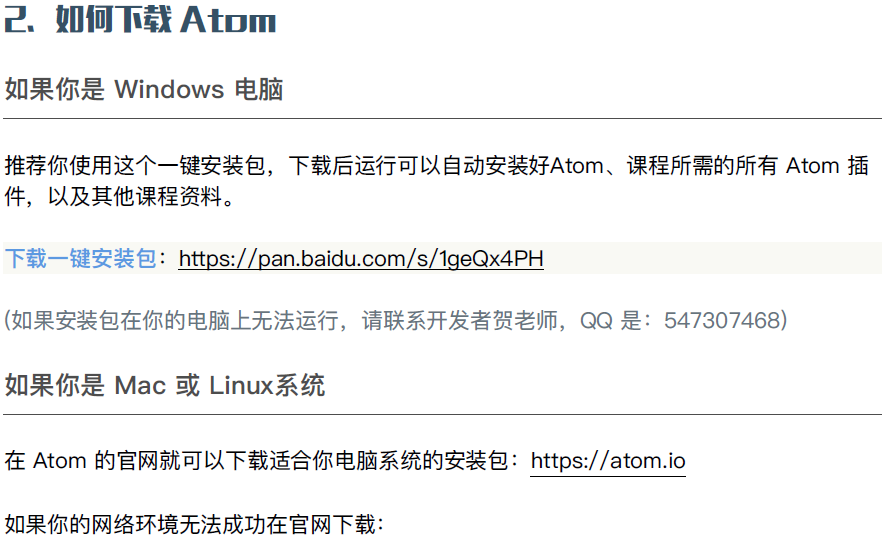 2、如何下载 Atom
如果你是 Windows 电脑
推荐你使用这个一键安装包，下载后运行可以自动安装好Atom、课程所需的所有 Atom 插
件，以及其他课程资料。
下载一键安装包：https://pan.baidu.com/s/1geQx4PH
(如果安装包在你的电脑上无法运行，请联系开发者贺老师，QQ 是：547307468)
如果你是 Mac 或 Linux系统
在 Atom 的官网就可以下载适合你电脑系统的安装包：https://atom.io
如果你的网络环境无法成功在官网下载：